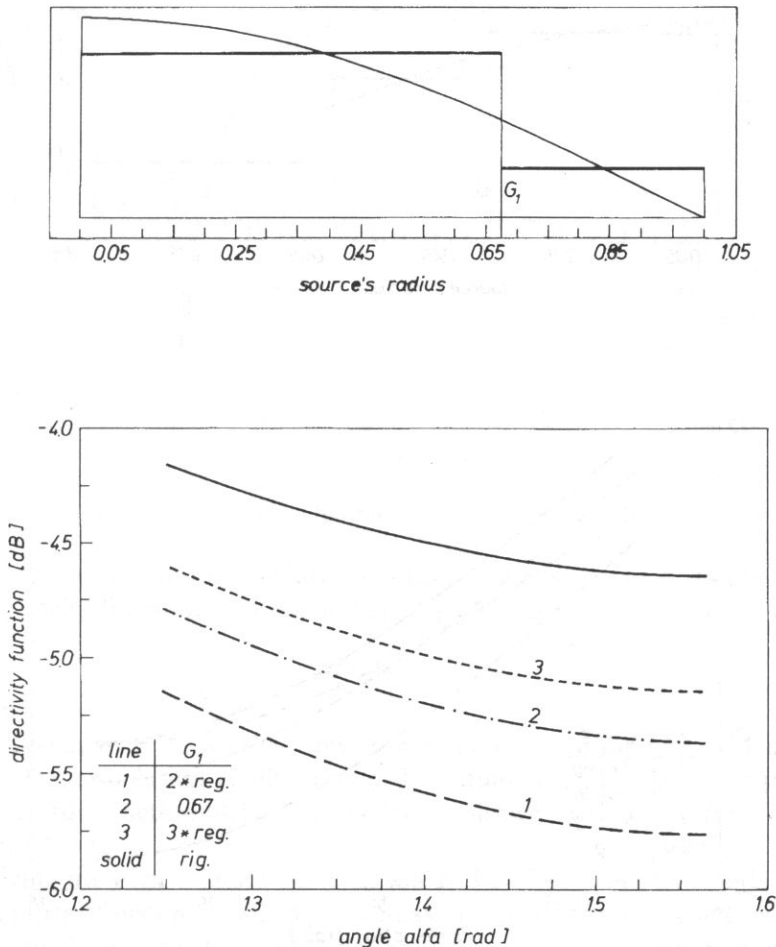 G1
0.05 0.25 0.45 0.65 0.85 1.05
source's radius
-4.0
-4.5
-5.0
-5.5
-6.0
directivity function [dB]
3
2
1
line G1
1 2* reg.
2 0.67
3 3* reg.
solid rig.
1.2 1.3 1.4 1.5 1.6
angle alfa [rad]